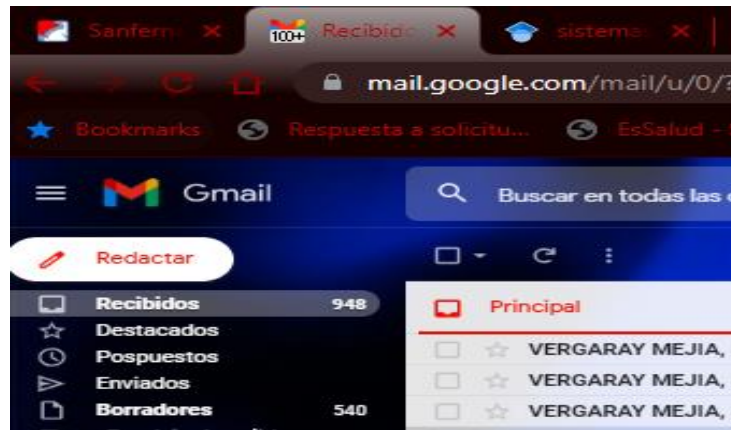 Sanfern 100+ Recibido sistema
mail.google.com/mail/u/0/?
Bookmarks Respuesta a solicitu... EsSalud -
Gmail Buscar en todas las
Redactar
Recibidos 948 Principal
Destacados VERGARAY MEJIA,
Pospuestos VERGARAY MEJIA,
Enviados
Borradores 540 VERGARAY MEJIA,